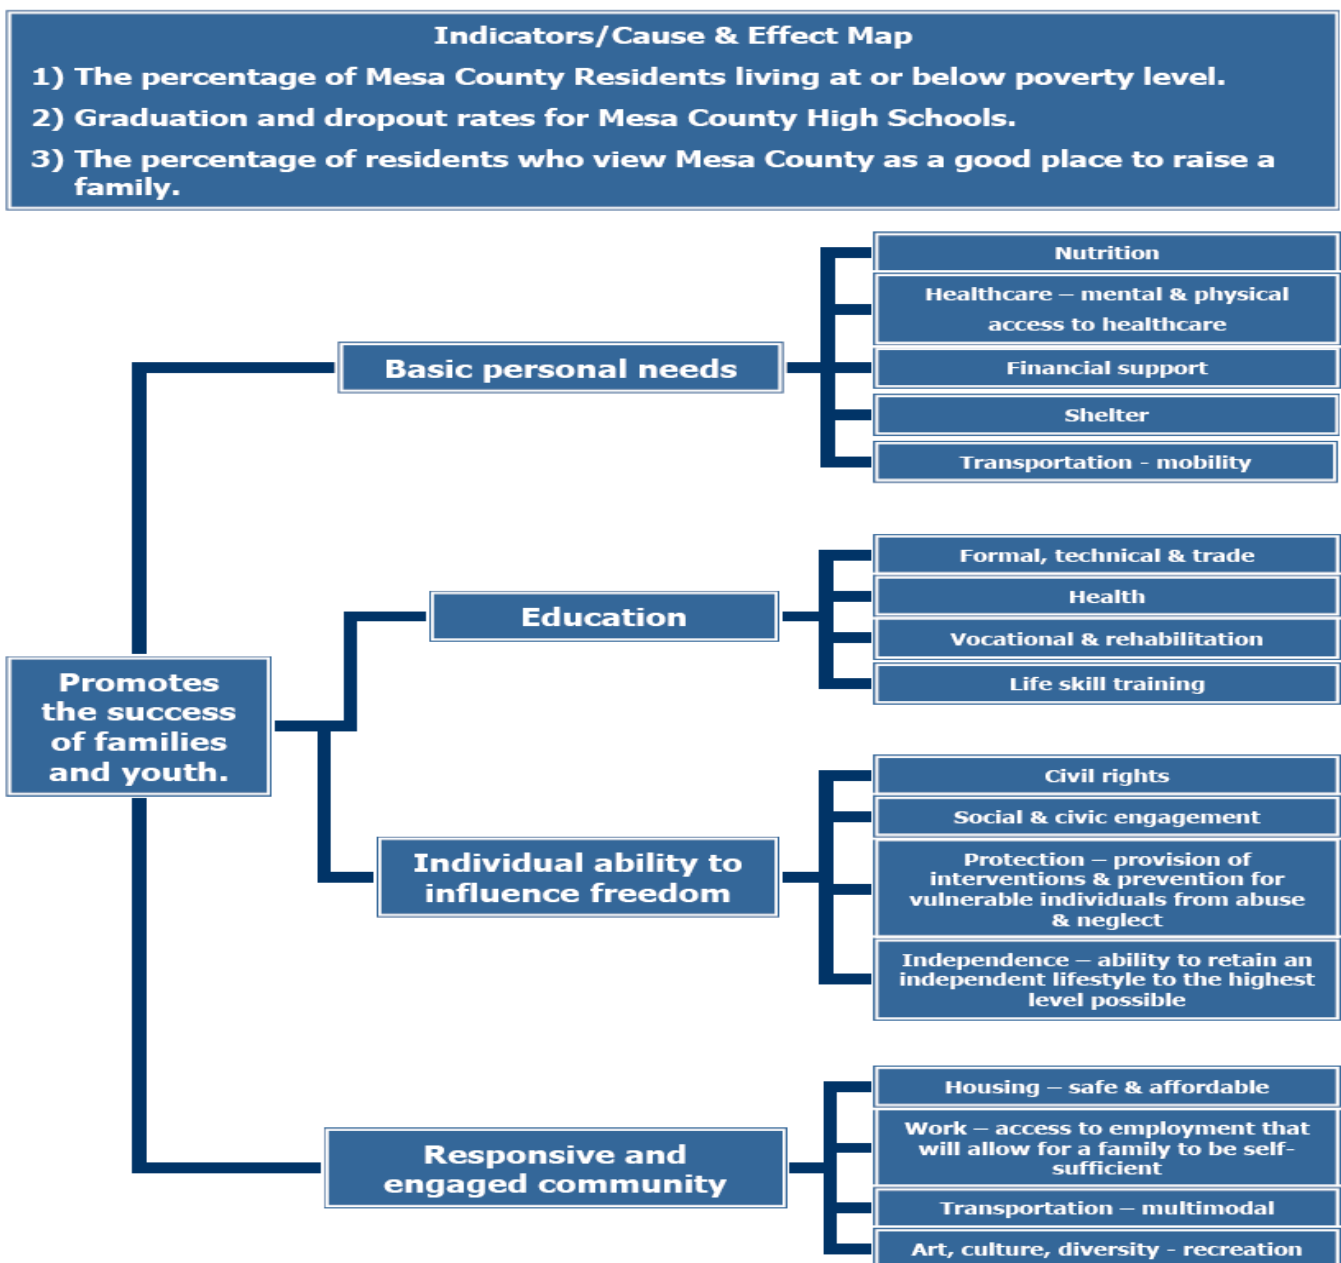 Indicators/Cause & Effect Map
1) The percentage of Mesa County Residents living at or below poverty level.
2) Graduation and dropout rates for Mesa County High Schools.
3) The percentage of residents who view Mesa County as a good place to raise a
family.
Promotes
the success
of families
and youth.
Basic personal needs
Nutrition
Healthcare – mental & physical
access to healthcare
Financial support
Shelter
Transportation - mobility
Education
Formal, technical & trade
Health
Vocational & rehabilitation
Life skill training
Individual ability to
influence freedom
Civil rights
Social & civic engagement
Protection – provision of
interventions & prevention for
vulnerable individuals from abuse
& neglect
Independence – ability to retain an
independent lifestyle to the highest
level possible
Responsive and
engaged community
Housing – safe & affordable
Work – access to employment that
will allow for a family to be self-
sufficient
Transportation – multimodal
Art, culture, diversity - recreation